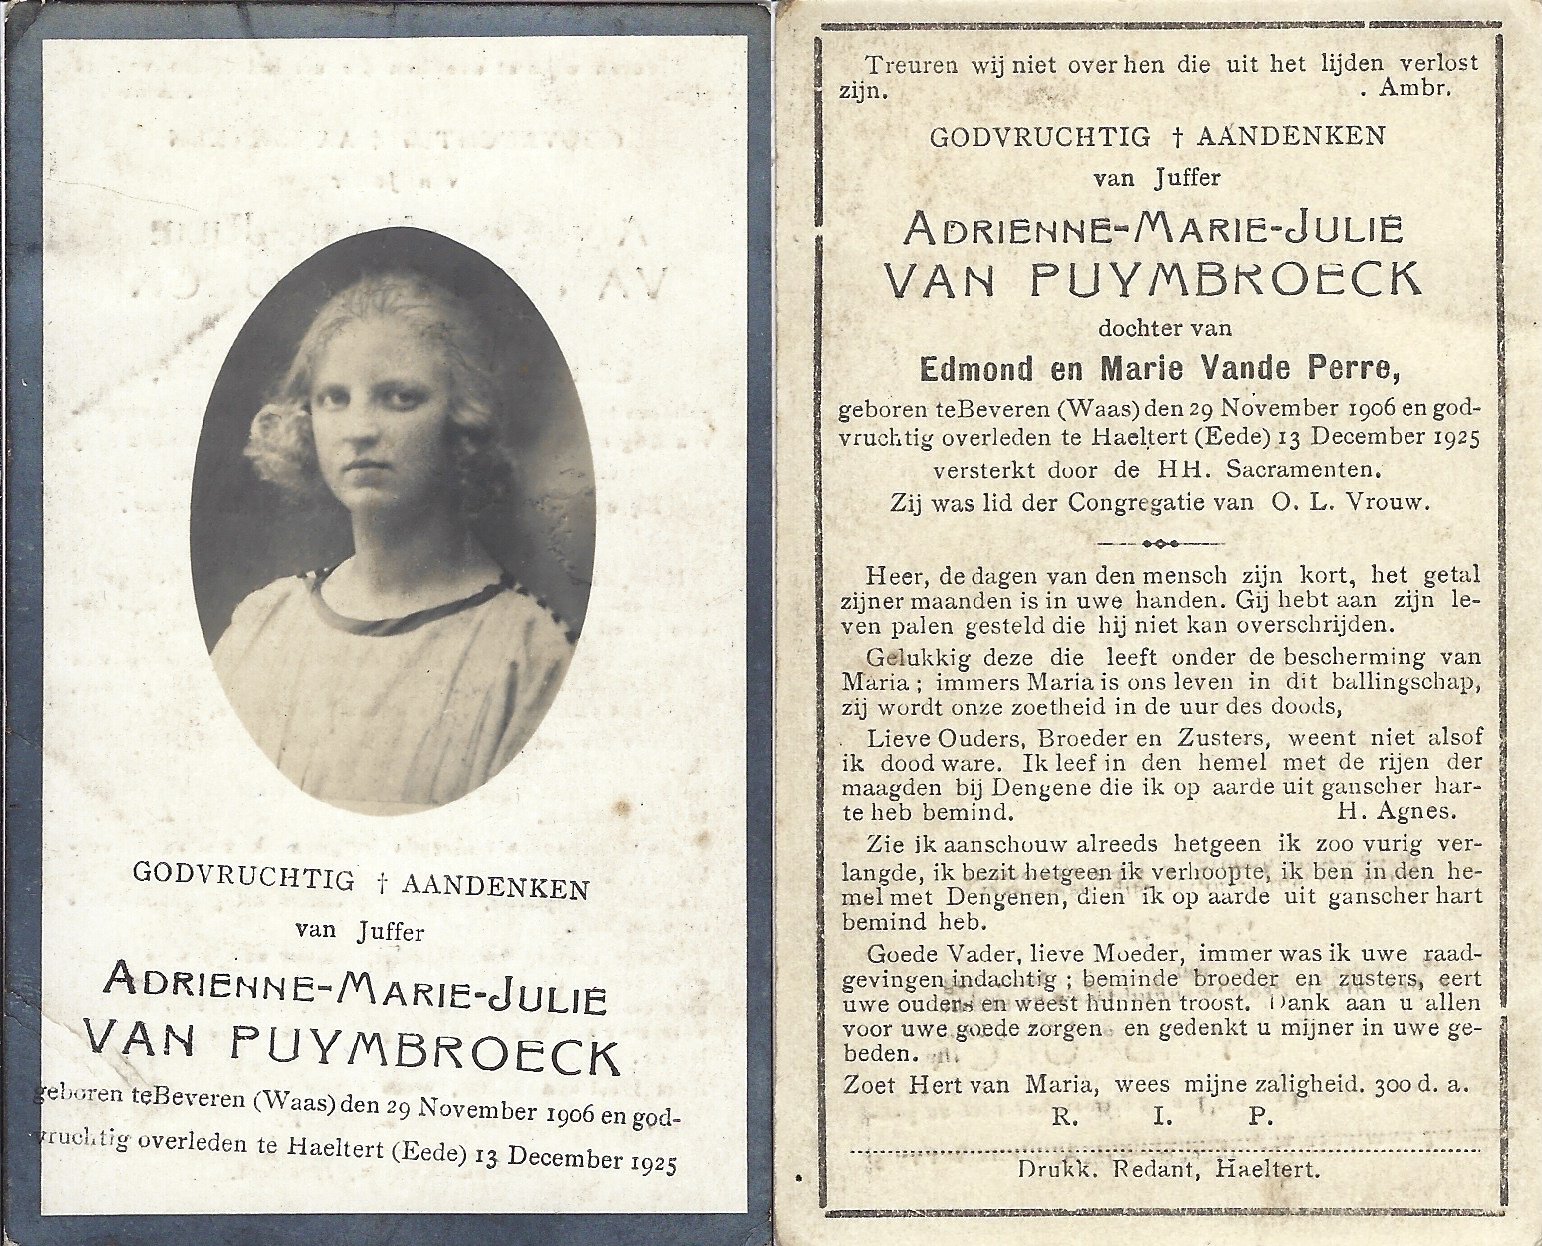 GODVRUCHTIG † AANDENKEN
van Juffer
ADRIENNE-MARIE-JULIE
VAN PUYMBROECK
geboren teBeveren (Waas) den 29 November 1906 en god-
vruchtig overleden te Haeltert (Eede) 13 December 1925
Treuren wij niet over hen die uit het lijden verlost
zijn. . Ambr.
GODVRUCHTIG † AANDENKEN
van Juffer
ADRIENNE-MARIE-JULIE
VAN PUYMBROECK
dochter van
Edmond en Marie Vande Perre,
geboren teBeveren (Waas) den 29 November 1906 en god-
vruchtig overleden te Haeltert (Eede) 13 December 1925
versterkt door de HH. Sacramenten.
Zij was lid der Congregatie van O. L. Vrouw.
Heer, de dagen van den mensch zijn kort, het getal
zijner maanden is in uwe handen. Gij hebt aan zijn le-
ven palen gesteld die hij niet kan overschrijden.
Gelukkig deze die leeft onder de bescherming van
Maria ; immers Maria is ons leven in dit ballingschap,
zij wordt onze zoetheid in de uur des doods,
Lieve Ouders, Broeder en Zusters, weent niet alsof
ik dood ware. Ik leef in den hemel met de rijen der
maagden bij Dengene die ik op aarde uit ganscher har-
te heb bemind. H. Agnes.
Zie ik aanschouw alreeds hetgeen ik zoo vurig ver-
langde, ik bezit hetgeen ik verhoopte, ik ben in den he-
mel met Dengenen, dien ik op aarde uit ganscher hart
bemind heb.
Goede Vader, lieve Moeder, immer was ik uwe raad-
gevingen indachtig ; beminde broeder en zusters, eert
uwe ouders en weest hunnen troost. Dank aan u allen
voor uwe goede zorgen en gedenkt u mijner in uwe ge-
beden.
Zoet Hert van Maria, wees mijne zaligheid. 300 d. a.
R. I. P.
Drukk. Redant, Haeltert.